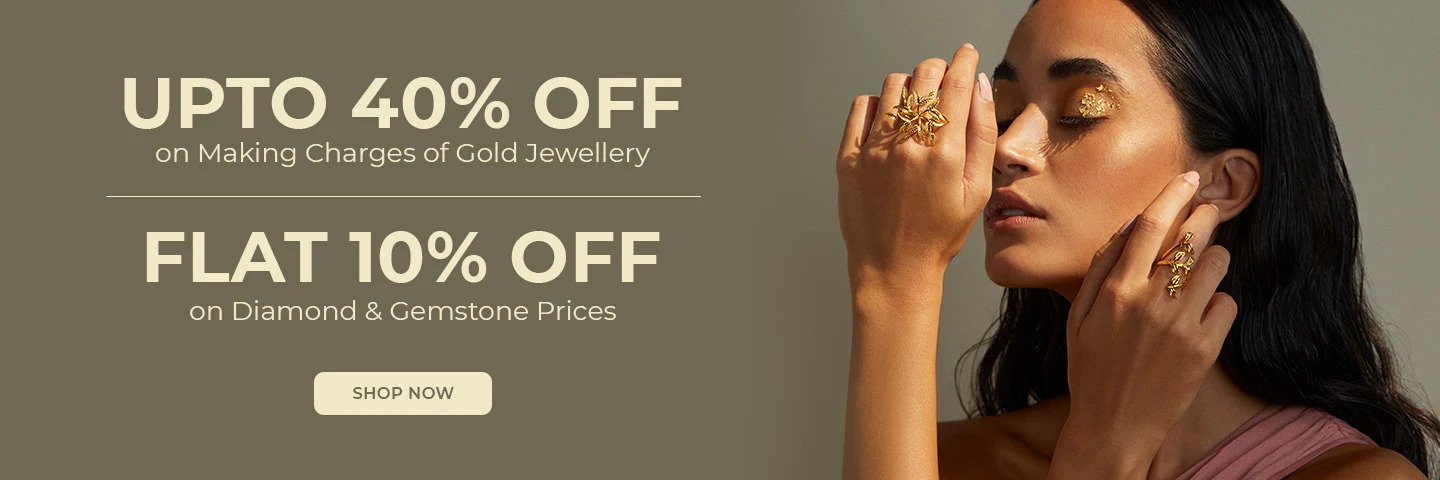 UPTO 40% OFF
on Making Charges of Gold Jewellery
FLAT 10% OFF
on Diamond & Gemstone Prices
SHOP NOW